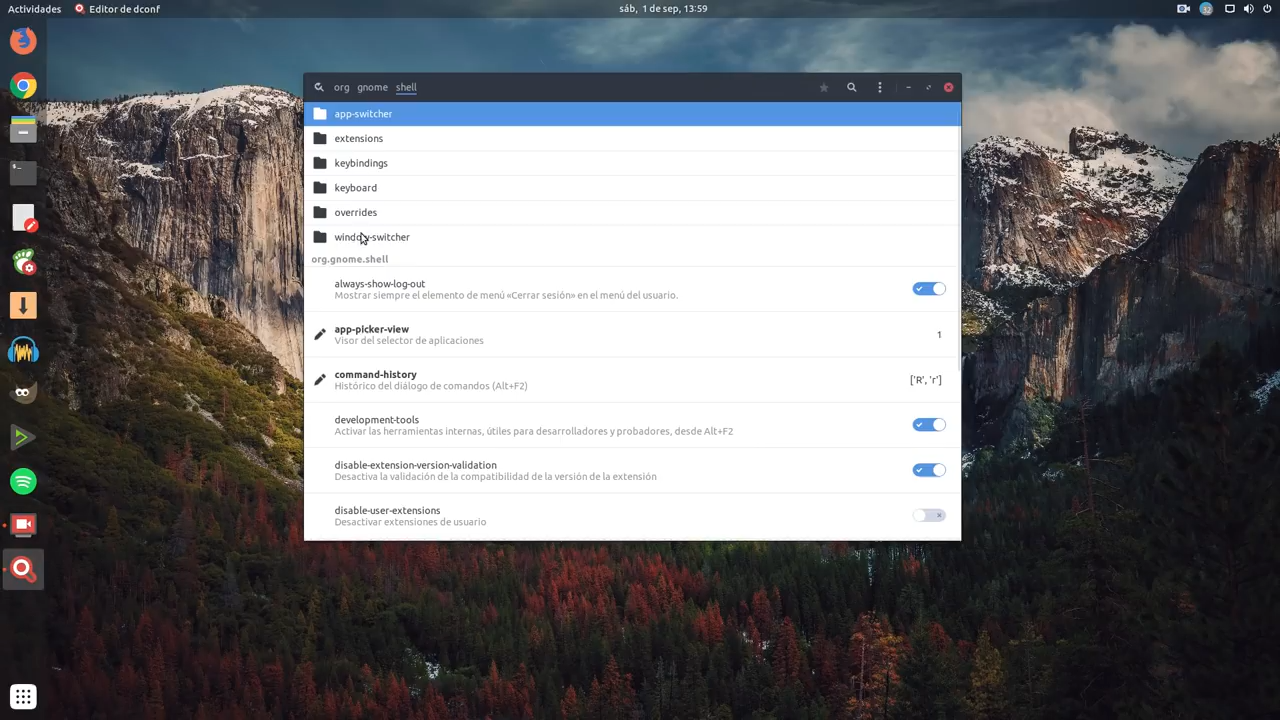 Actividades Editor de dconf sáb, 1 de sep, 13:59 32
org gnome shell
app-switcher
extensions
keybindings
keyboard
overrides
window-switcher
org.gnome.shell
always-show-log-out
Mostrar siempre el elemento de menú «Cerrar sesión» en el menú del usuario.
app-picker-view
Visor del selector de aplicaciones
1
command-history
Histórico del diálogo de comandos (Alt+F2)
['R', 'r']
development-tools
Activar las herramientas internas, útiles para desarrolladores y probadores, desde Alt+F2
disable-extension-version-validation
Desactiva la validación de la compatibilidad de la versión de la extensión
disable-user-extensions
Desactivar extensiones de usuario